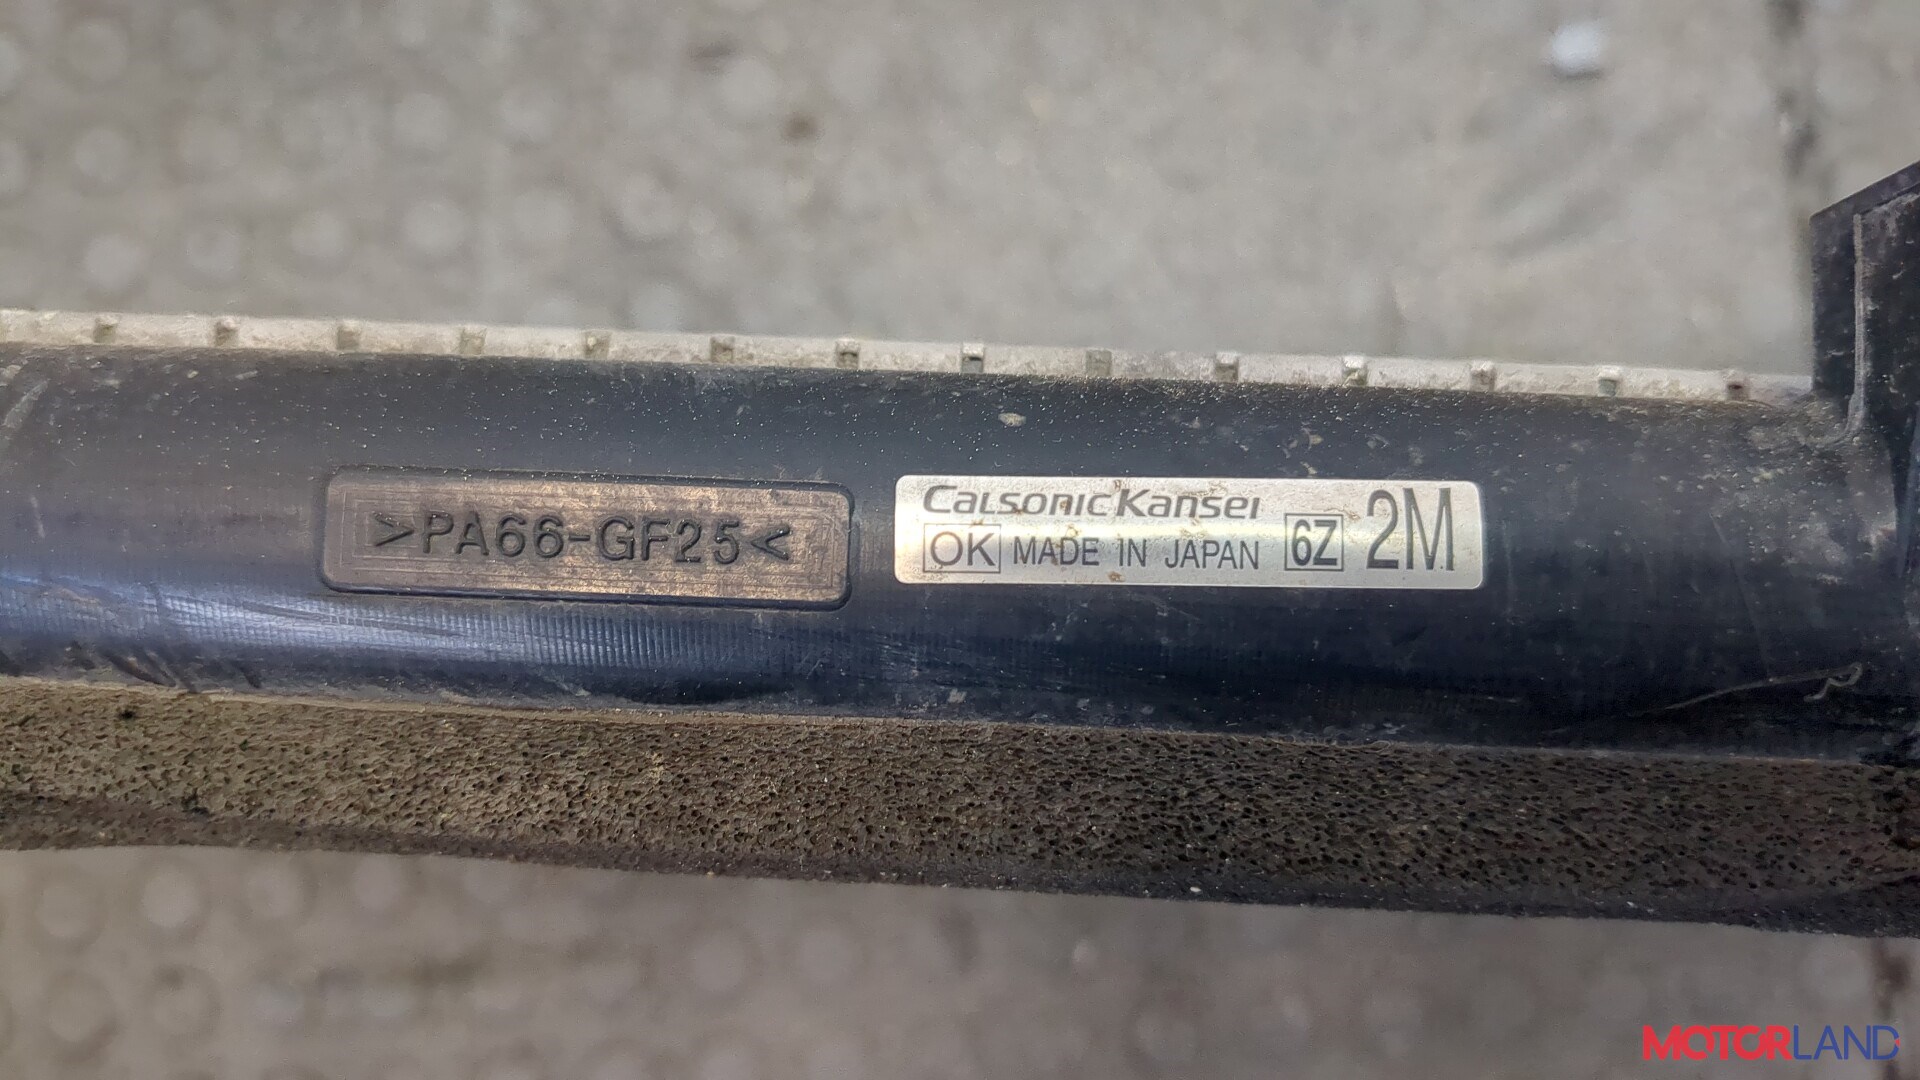 >PA66-GF25<
CalsonicKansei
OK MADE IN JAPAN 6Z 2M
MOTORLAND